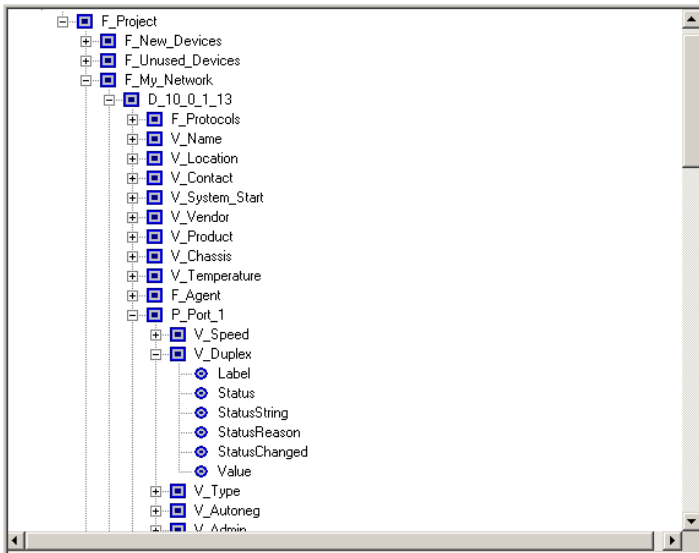 F_Project
F_New_Devices
F_Unused_Devices
F_My_Network
D_10_0_1_13
F_Protocols
V_Name
V_Location
V_Contact
V_System_Start
V_Vendor
V_Product
V_Chassis
V_Temperature
F_Agent
P_Port_1
V_Speed
V_Duplex
Label
Status
StatusString
StatusReason
StatusChanged
Value
V_Type
V_Autoneg
V_Admin